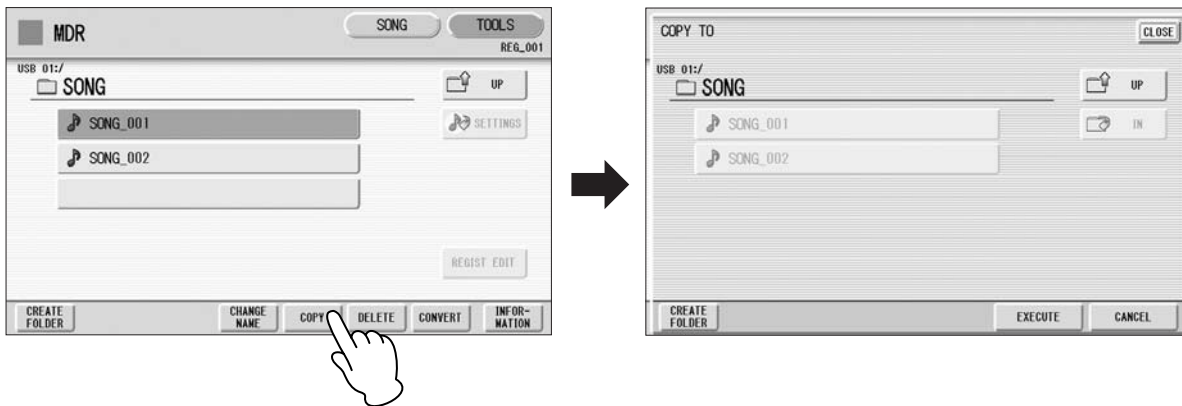 MDR
SONG
TOOLS
REG_001
USB 01:/
SONG
UP
SONG_001
SETTINGS
SONG_002
REGIST EDIT
CREATE
FOLDER
CHANGE
NAME
COPY
DELETE
CONVERT
INFOR-
MATION
COPY TO
CLOSE
USB 01:/
SONG
UP
SONG_001
IN
SONG_002
CREATE
FOLDER
EXECUTE
CANCEL